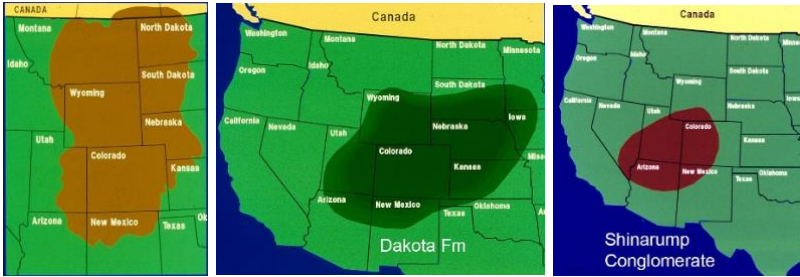 CANADA
Montana
North Dakota
Idaho
South Dakota
Wyoming
Nebraska
Utah
Colorado
Kansas
Arizona
New Mexico
Texas
Ok
Canada
Washington
Montana
North Dakota
Minnesota
Oregon
Idaho
South Dakota
Wyoming
Iowa
California
Nevada
Utah
Nebraska
Colorado
Kansas
Misso
Arizona
New Mexico
Texas
Oklahoma
Dakota Fm
Canada
Washington
Montana
North Dakota
Minn
Oregon
Idaho
South Dakota
Wyoming
California
Nevada
Utah
Nebraska
Colorado
Kansas
Arizona
New Mexico
Texas
Oklahoma
Shinarump
Conglomerate